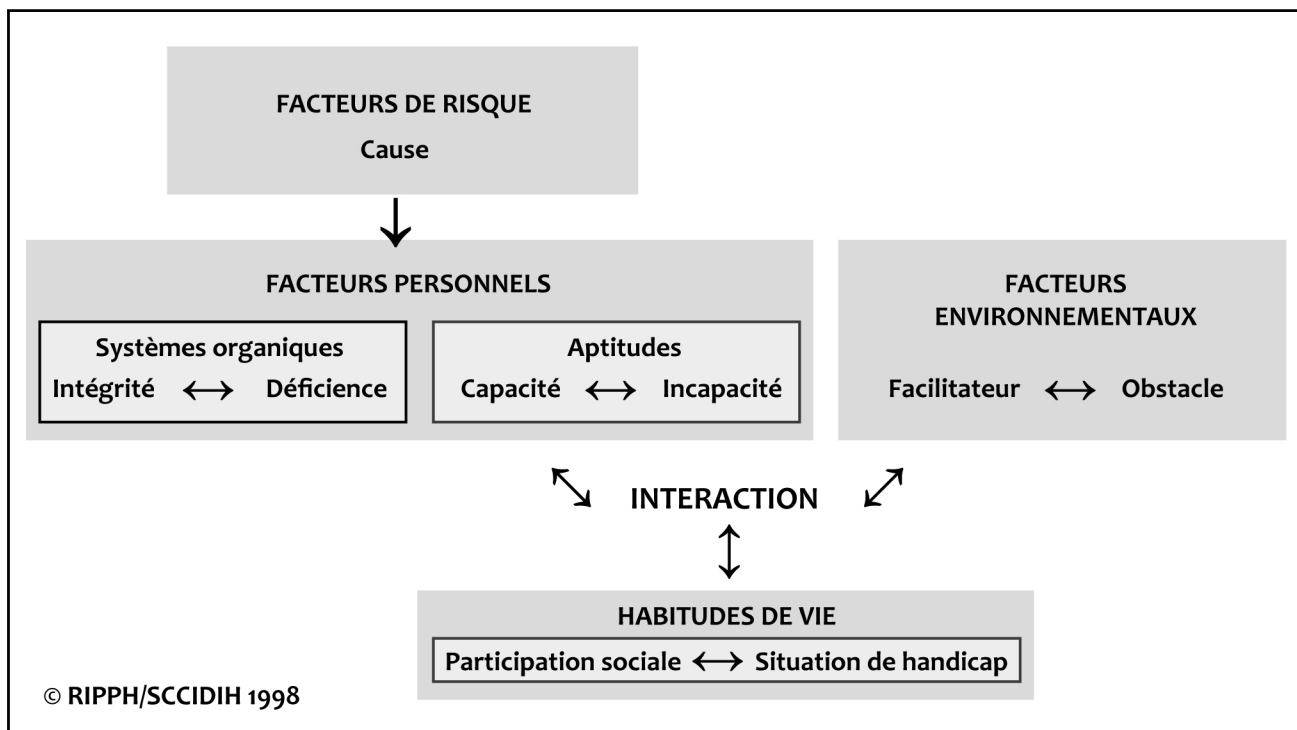 FACTEURS DE RISQUE
Cause
FACTEURS PERSONNELS
Systèmes organiques
Intégrité ↔ Déficience
Aptitudes
Capacité ↔ Incapacité
FACTEURS
ENVIRONNEMENTAUX
Facilitateur ↔ Obstacle
INTERACTION
HABITUDES DE VIE
Participation sociale ↔ Situation de handicap
© RIPPH/SCCIDIH 1998